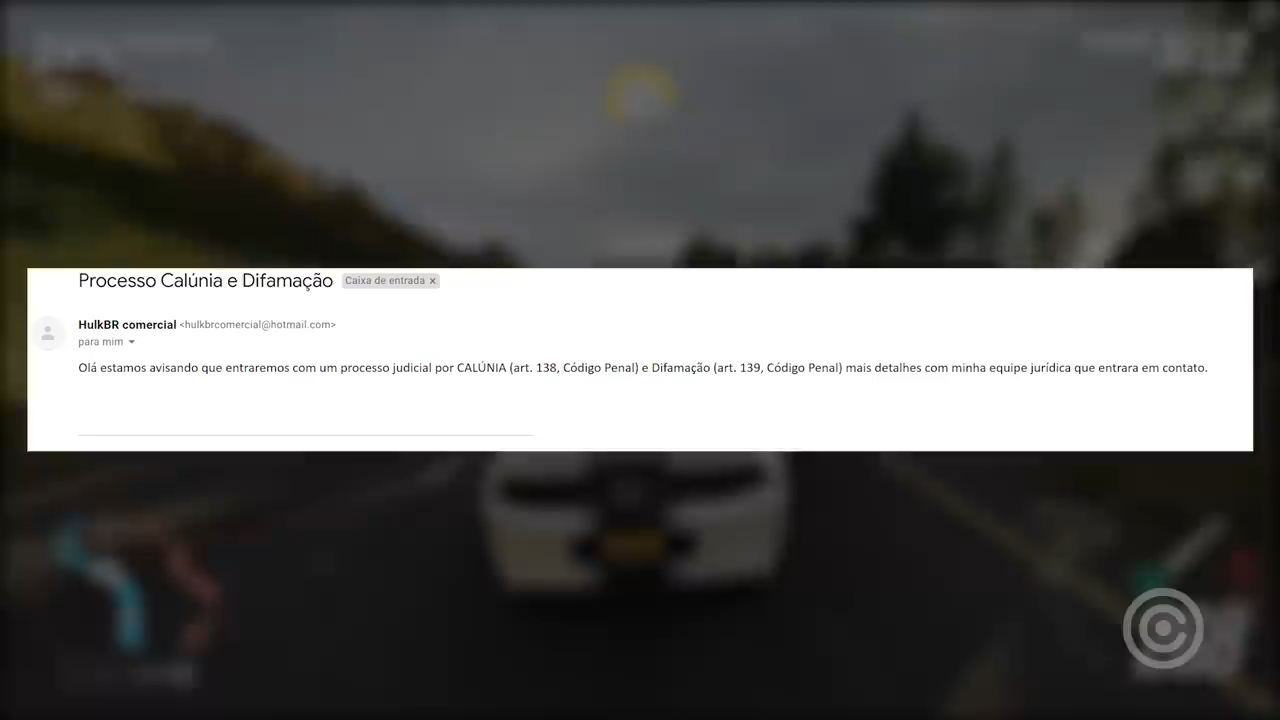 Processo Calúnia e Difamação Caixa de entrada x
HulkBR comercial <hulkbrcomercial@hotmail.com>
para mim
Olá estamos avisando que entraremos com um processo judicial por CALÚNIA (art. 138, Código Penal) e Difamação (art. 139, Código Penal) mais detalhes com minha equipe jurídica que entrara em contato.